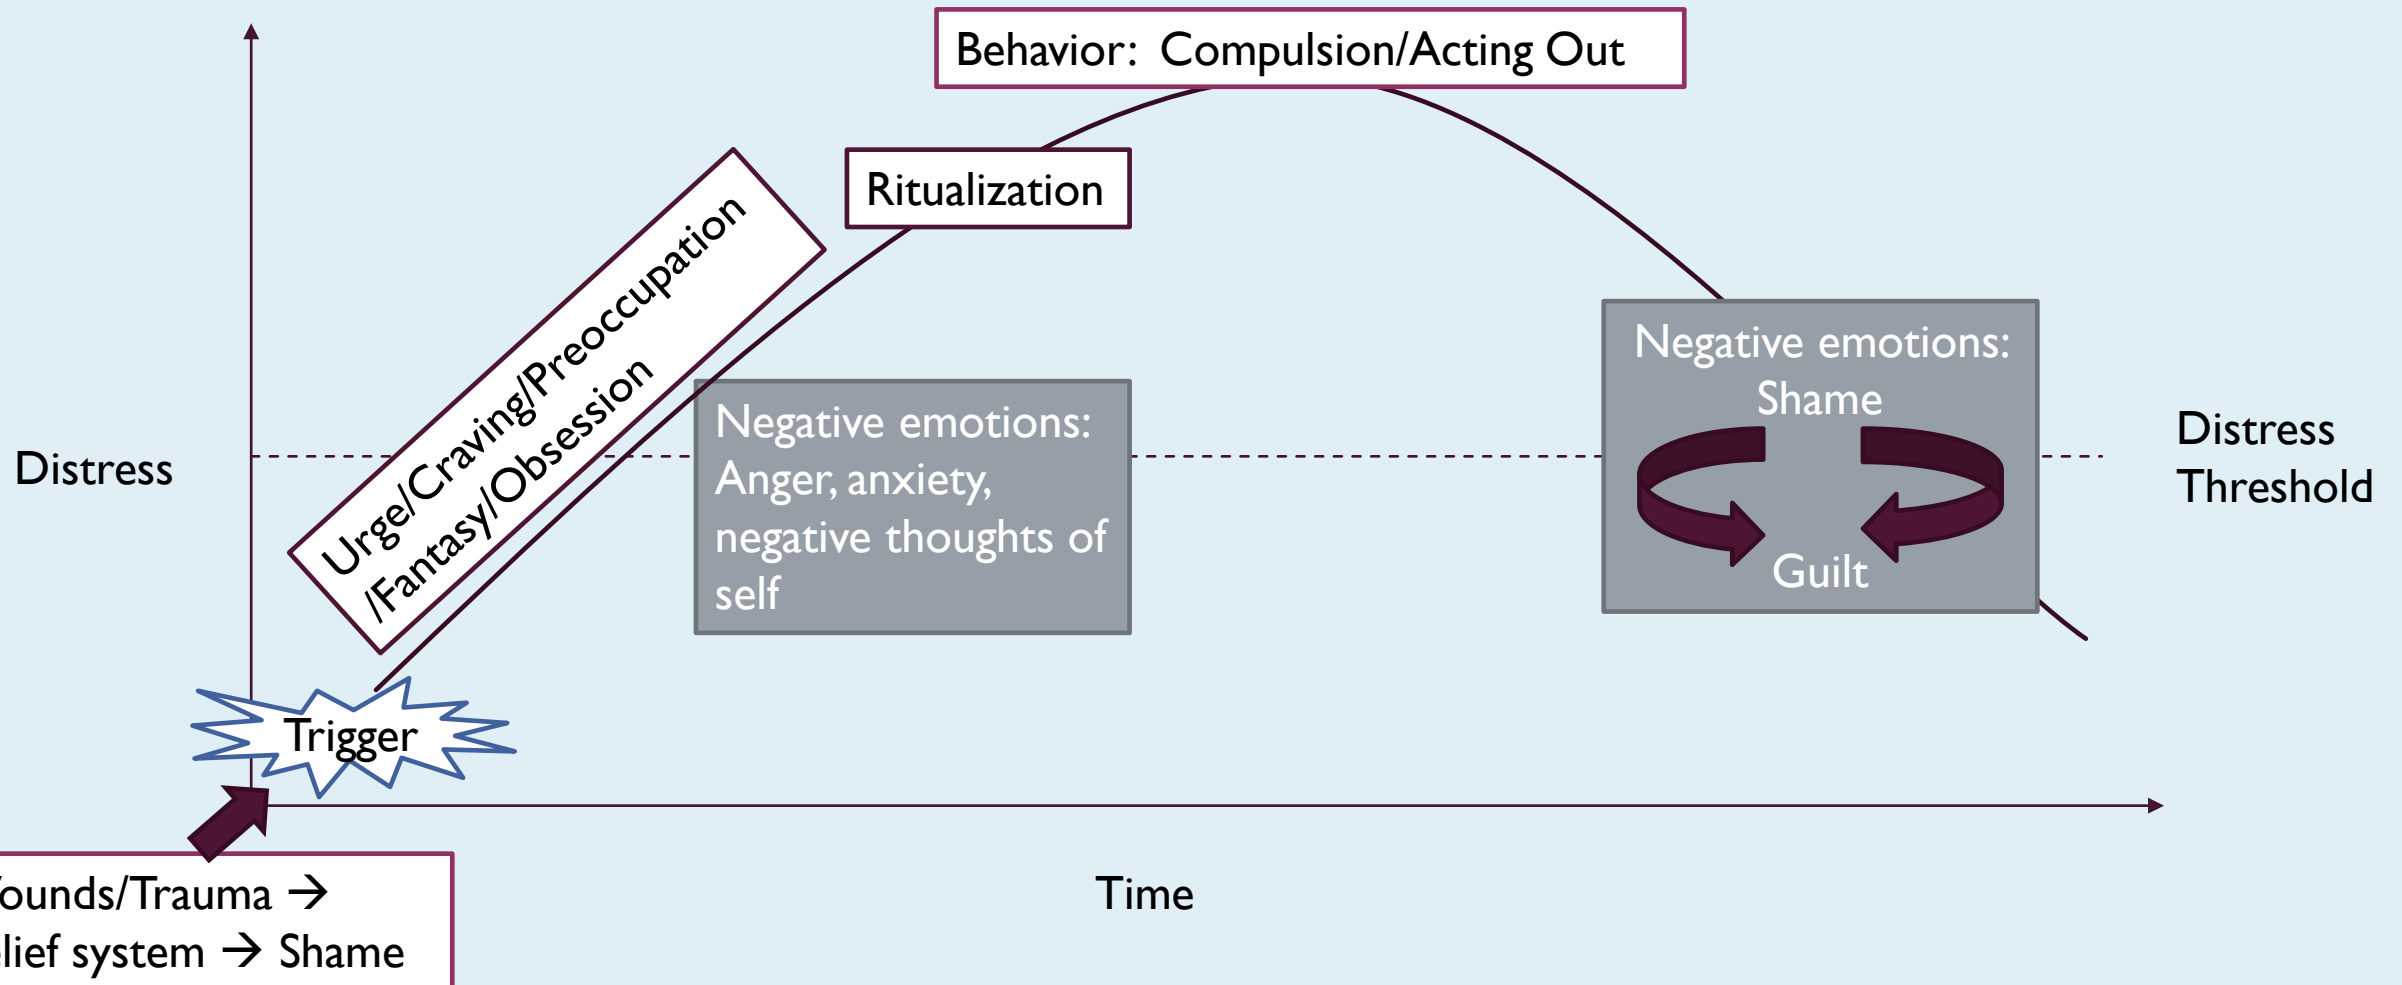 Behavior: Compulsion/Acting Out
Ritualization
Urge/Craving/Preoccupation
/Fantasy/Obsession
Negative emotions:
Anger, anxiety,
negative thoughts of
self
Negative emotions:
Shame
Guilt
Distress
Distress
Threshold
Trigger
Time
ounds/Trauma →
elief system → Shame